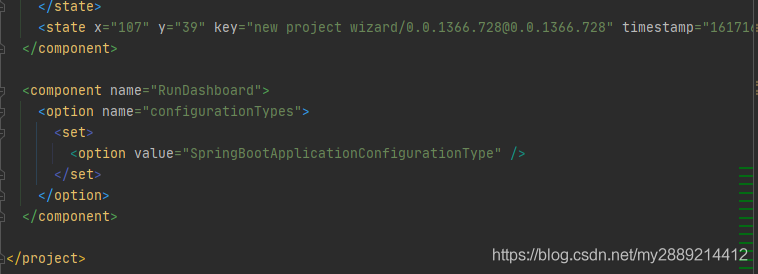 </state>
<state x="107" y="39" key="new project wizard/0.0.1366.728@0.0.1366.728" timestamp="16171
</component>
<component name="RunDashboard">
<option name="configurationTypes">
<set>
<option value="SpringBootApplicationConfigurationType" />
</set>
</option>
</component>
</project>
https://blog.csdn.net/my2889214412